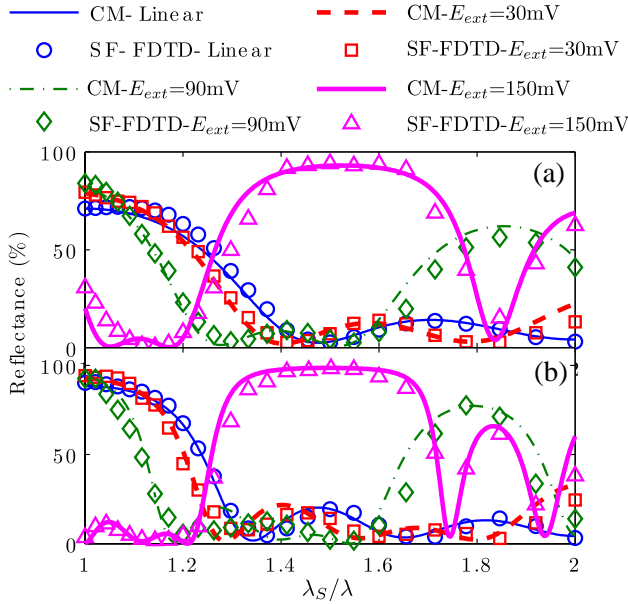 CM- Linear
CM-E_ext=30mV
SF- FDTD- Linear
SF-FDTD-E_ext=30mV
CM-E_ext=90mV
CM-E_ext=150mV
SF-FDTD-E_ext=90mV
SF-FDTD-E_ext=150mV
100
(a)
50
0
Reflectance (%)
100
(b)
50
0
1 1.2 1.4 1.6 1.8 2
λ_S/λ